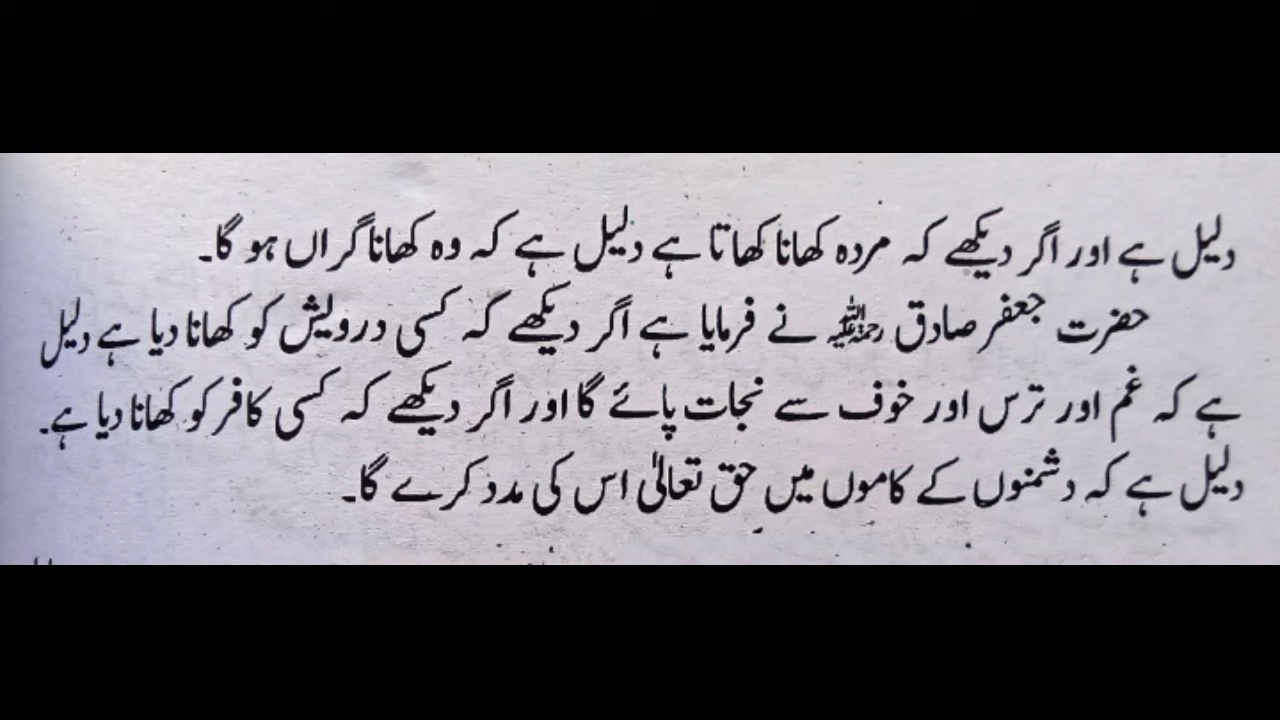 دلیل ہے اور اگر دیکھے کہ مردہ کھانا کھاتا ہے دلیل ہے کہ وہ کھانا گراں ہو گا۔
حضرت جعفر صادق رحمۃاللہ علیہ نے فرمایا ہے اگر دیکھے کہ کسی درویش کو کھانا دیا ہے دلیل
ہے کہ غم اور ترس اور خوف سے نجات پائے گا اور اگر دیکھے کہ کسی کافر کو کھانا دیا ہے۔
دلیل ہے کہ دشمنوں کے کاموں میں حق تعالیٰ اس کی مدد کرے گا۔